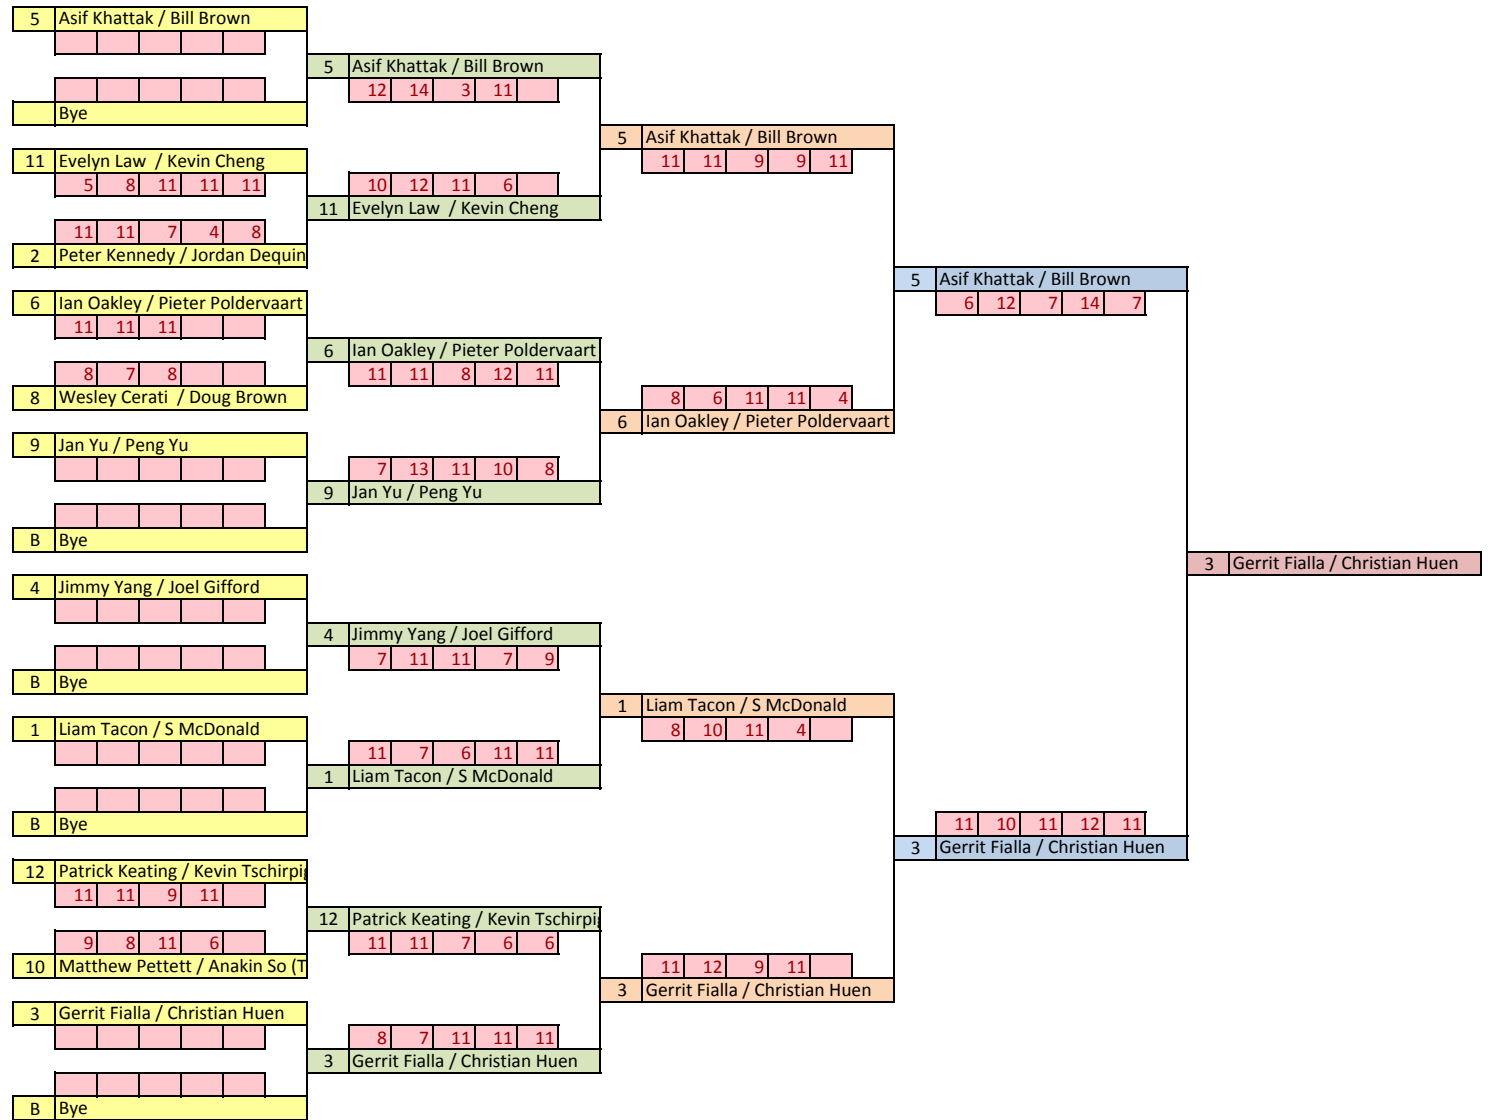 5 Asif Khattak / Bill Brown
5 Asif Khattak / Bill Brown
12 14 3 11
Bye
5 Asif Khattak / Bill Brown
11 Evelyn Law / Kevin Cheng
11 11 9 9 11
5 8 11 11 11
10 12 11 6
11 Evelyn Law / Kevin Cheng
11 11 7 4 8
2 Peter Kennedy / Jordan Dequin
5 Asif Khattak / Bill Brown
6 Ian Oakley / Pieter Poldervaart
6 12 7 14 7
11 11 11
6 Ian Oakley / Pieter Poldervaart
8 7 8
11 11 8 12 11
8 Wesley Cerati / Doug Brown
8 6 11 11 4
6 Ian Oakley / Pieter Poldervaart
9 Jan Yu / Peng Yu
7 13 11 10 8
9 Jan Yu / Peng Yu
B Bye
3 Gerrit Fialla / Christian Huen
4 Jimmy Yang / Joel Gifford
4 Jimmy Yang / Joel Gifford
7 11 11 7 9
B Bye
1 Liam Tacon / S McDonald
1 Liam Tacon / S McDonald
8 10 11 4
11 7 6 11 11
1 Liam Tacon / S McDonald
B Bye
11 10 11 12 11
3 Gerrit Fialla / Christian Huen
12 Patrick Keating / Kevin Tschirpig
11 11 9 11
12 Patrick Keating / Kevin Tschirpig
9 8 11 6
11 11 7 6 6
10 Matthew Pettett / Anakin So (T
11 12 9 11
3 Gerrit Fialla / Christian Huen
3 Gerrit Fialla / Christian Huen
8 7 11 11 11
3 Gerrit Fialla / Christian Huen
B Bye